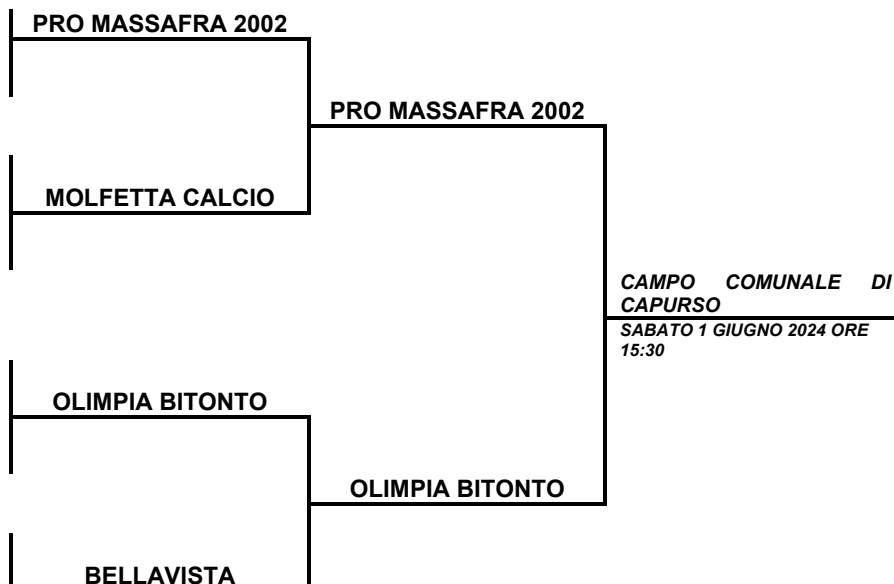 PRO MASSAFRA 2002
PRO MASSAFRA 2002
MOLFETTA CALCIO
CAMPO COMUNALE DI
CAPURSO
SABATO 1 GIUGNO 2024 ORE
15:30
OLIMPIA BITONTO
OLIMPIA BITONTO
BELLAVISTA